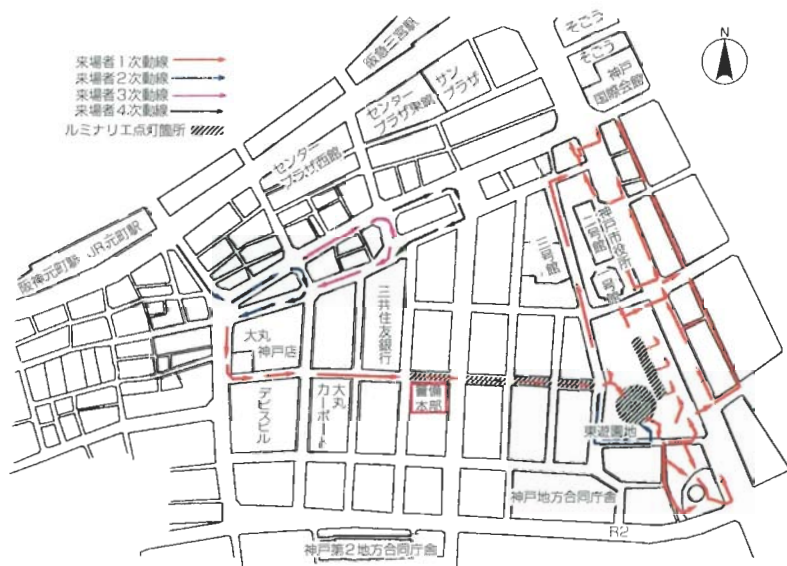 来場者1次動線
来場者2次動線
来場者3次動線
来場者4次動線
ルミナリエ点灯箇所
N
そごう
そごう
神戸
国際会館
阪急三宮駅
サン
プラザ
センター
プラザ東館
センター
プラザ西館
阪神元町駅 JR元町駅
神戸市役所
二号館
一号館
三号館
三井住友銀行
大丸
神戸店
デビスビル
大丸
カーポート
警備
本部
東遊園地
神戸地方合同庁舎
R2
神戸第2地方合同庁舎